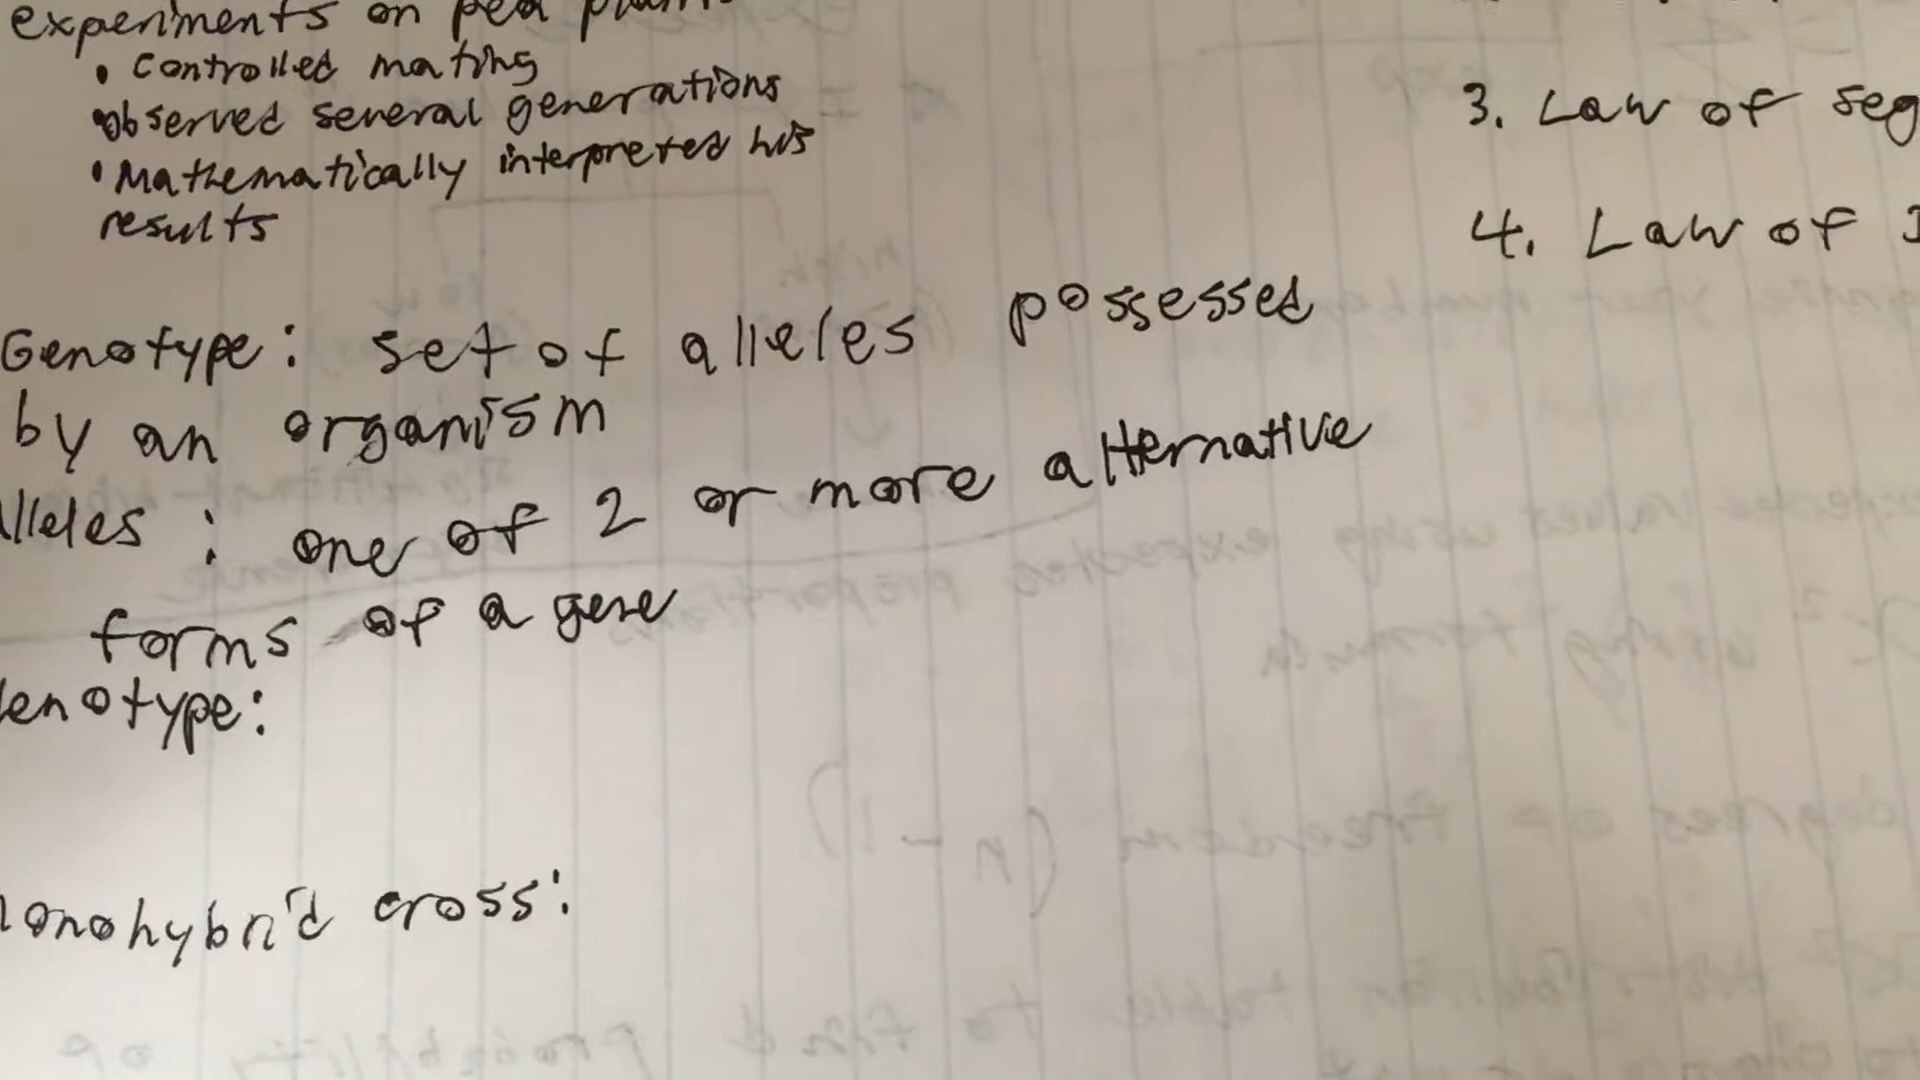 experiments on pea
• Controlled mating
•observed several generations
• Mathematically interpreted his
results
Genotype: set of alleles possessed
by an organism
lleles : one of 2 or more alternative
forms of a gene
enotype:
onohybrid cross:
3. Law of seg
4. Law of I